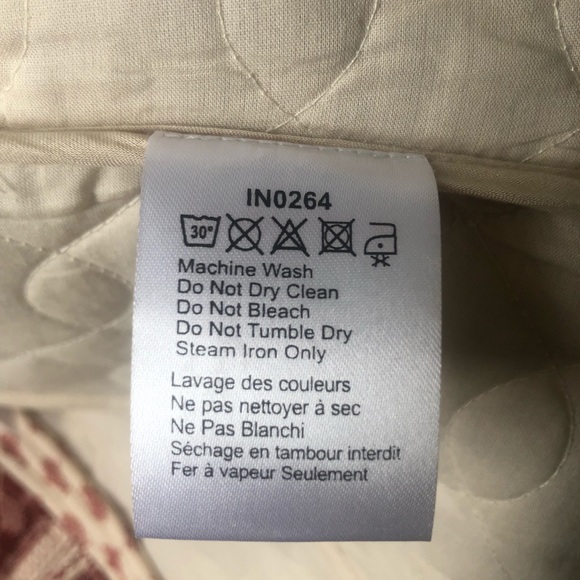 IN0264
30°
Machine Wash
Do Not Dry Clean
Do Not Bleach
Do Not Tumble Dry
Steam Iron Only
Lavage des couleurs
Ne pas nettoyer à sec
Ne Pas Blanchi
Séchage en tambour interdit
Fer à vapeur Seulement